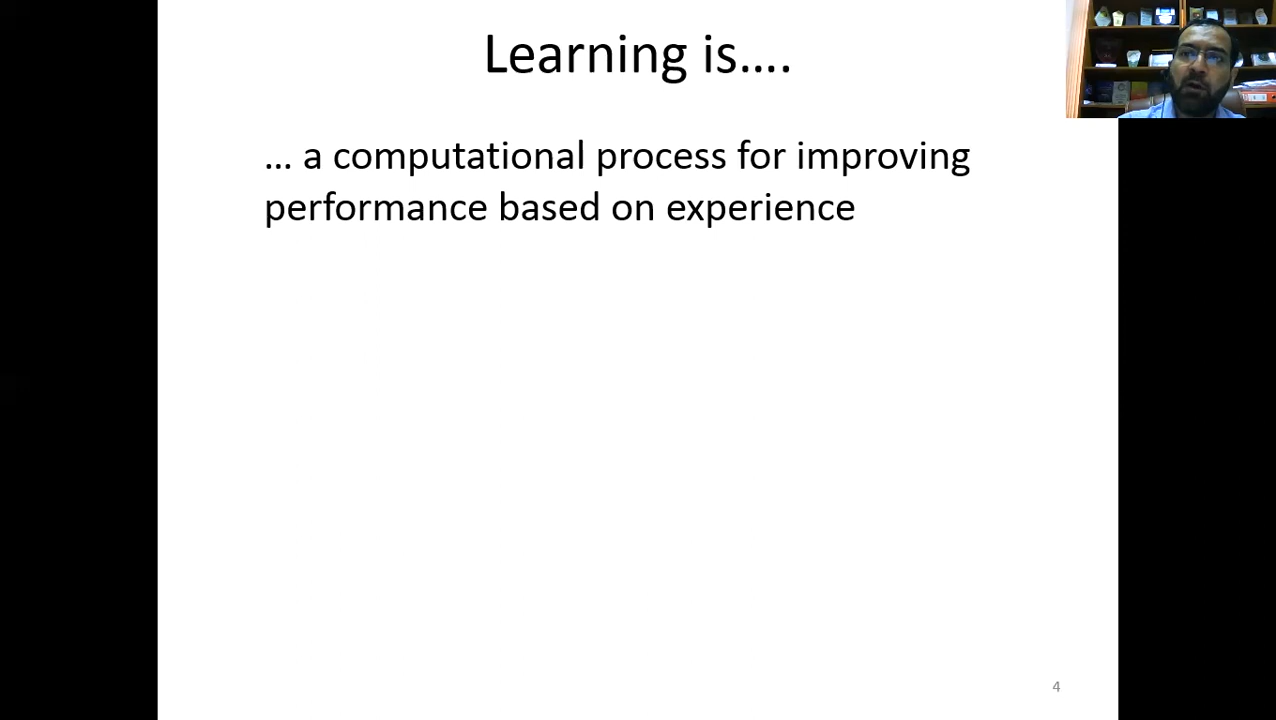 Learning is….
… a computational process for improving
performance based on experience
4